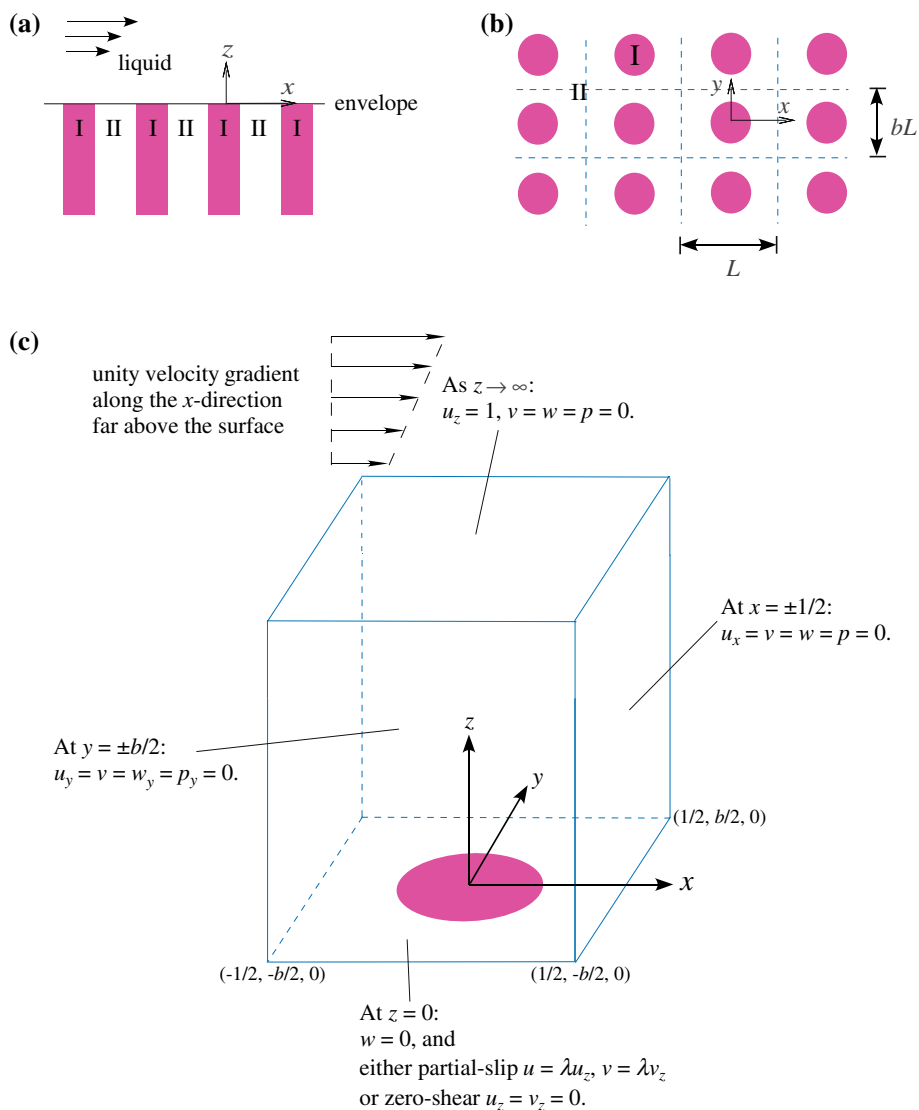 (a)
liquid
z
x
envelope
I II I II I II I
(b)
I
II
y
x
bL
L
(c)
unity velocity gradient
along the x-direction
far above the surface
As z → ∞:
u_z = 1, v = w = p = 0.
At x = ±1/2:
u_x = v = w = p = 0.
At y = ±b/2:
u_y = v = w_y = p_y = 0.
z
y
x
(1/2, b/2, 0)
(-1/2, -b/2, 0)
(1/2, -b/2, 0)
At z = 0:
w = 0, and
either partial-slip u = λu_z, v = λv_z
or zero-shear u_z = v_z = 0.